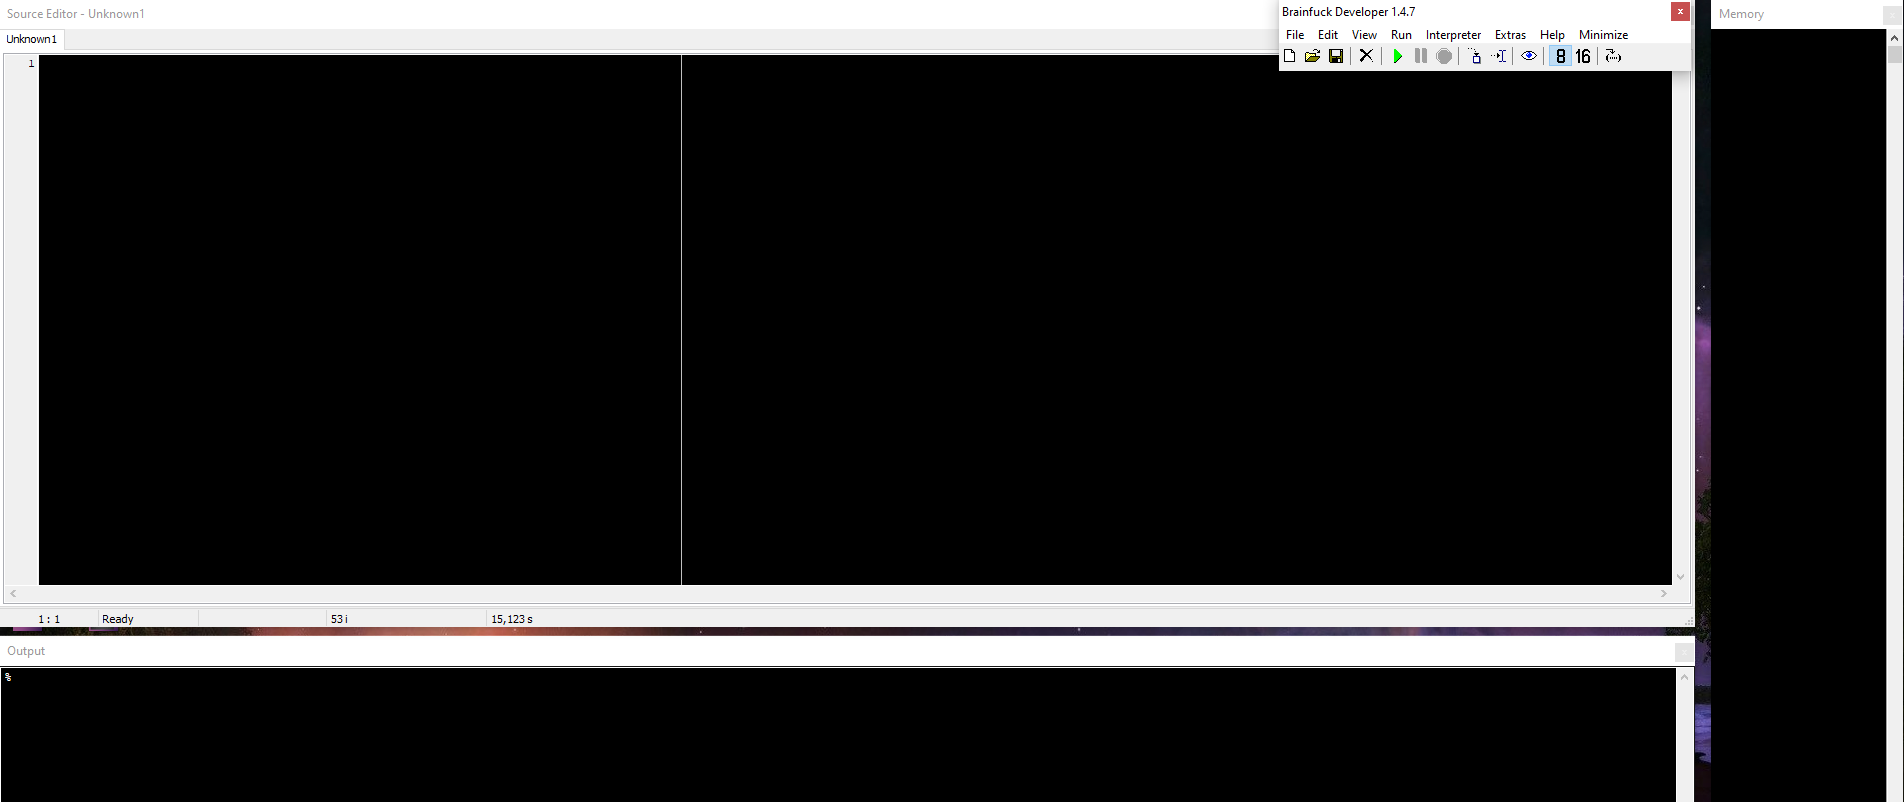 Source Editor - Unknown1
Unknown1
1
Brainfuck Developer 1.4.7
File Edit View Run Interpreter Extras Help Minimize
8 16
Memory
1: 1 Ready 53 i 15,123 s
Output
%